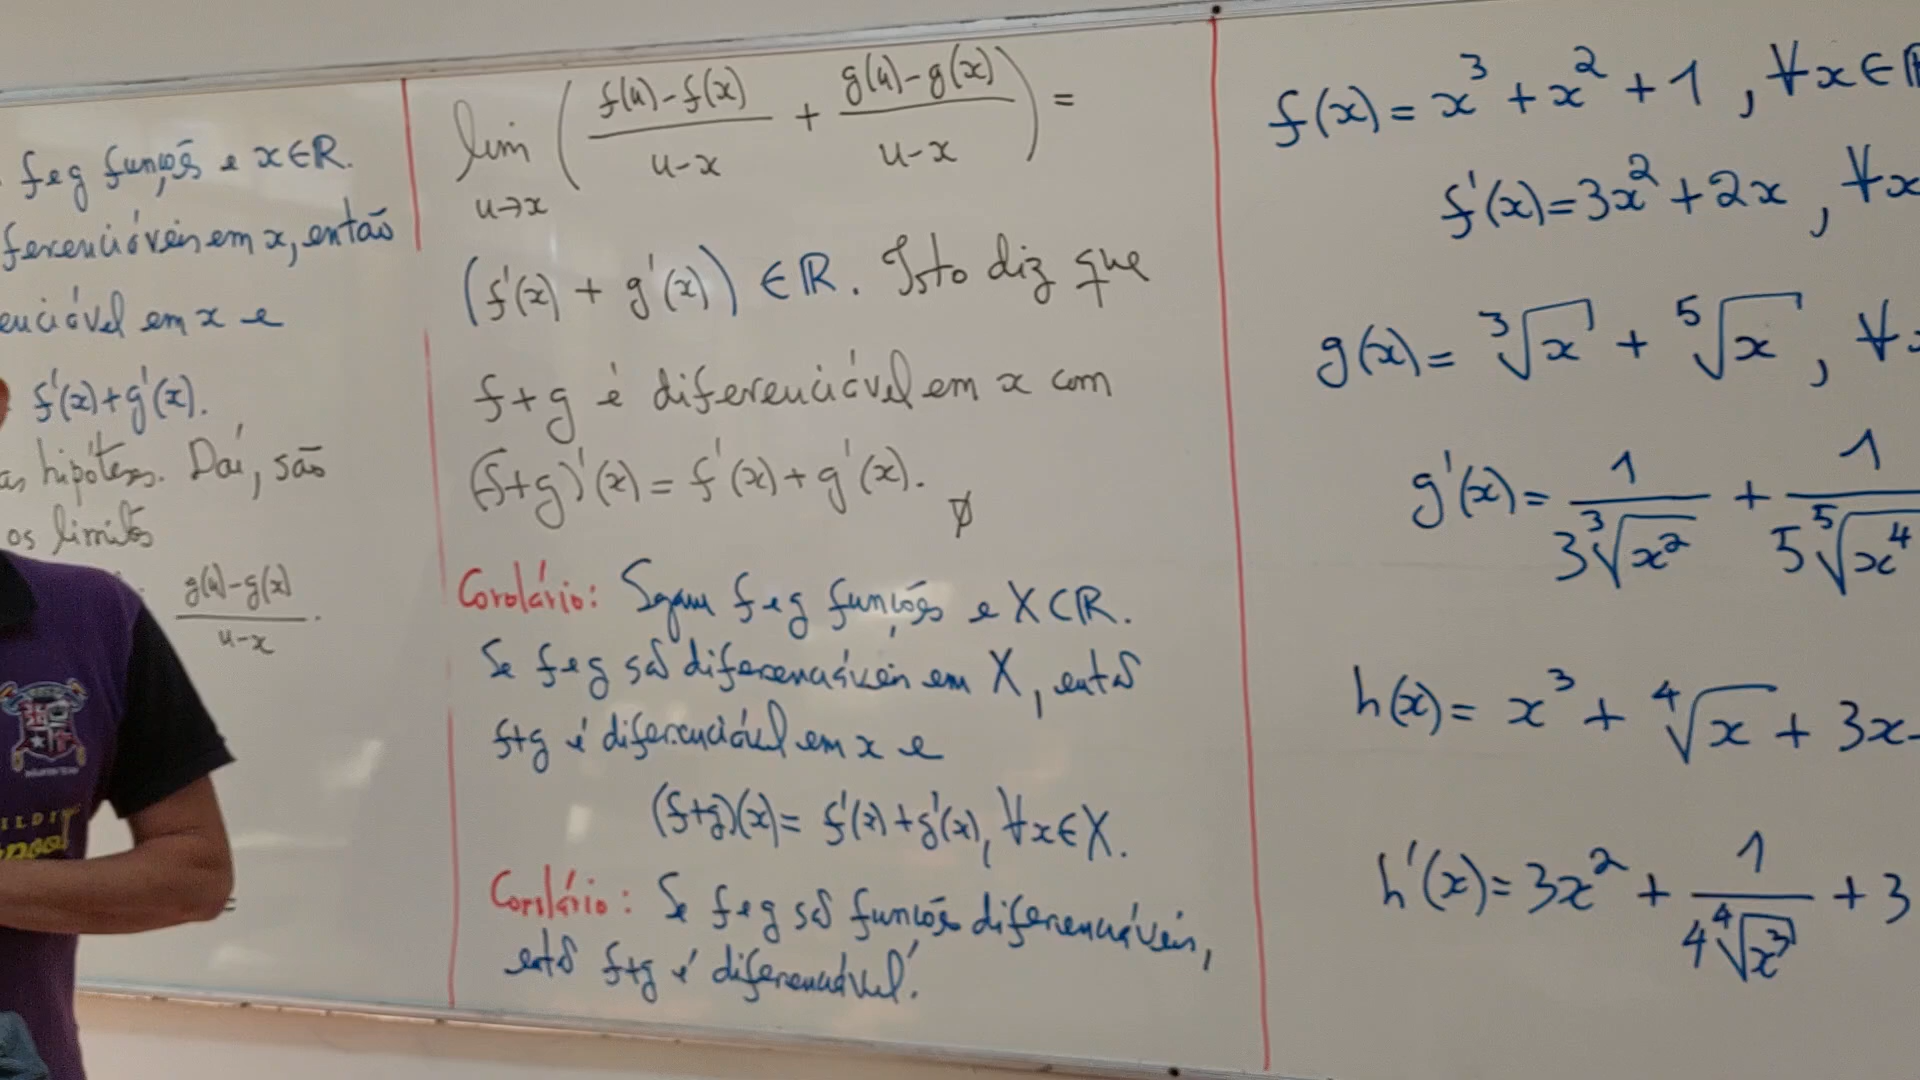 f e g funções e x∈ℝ.
ferenciáveis em x, então
enciável em x e
f'(x)+g'(x).
as hipóteses. Daí, são
os limites
g(u)-g(x)
u-x
lim ( f(u)-f(x) / u-x + g(u)-g(x) / u-x ) =
u→x
(f'(x) + g'(x)) ∈ ℝ. Isto diz que
f+g é diferenciável em x com
(f+g)'(x) = f'(x) + g'(x).
Corolário: Sejam f e g funções e X⊂ℝ.
Se f e g são diferenciáveis em X, então
f+g é diferenciável em x e
(f+g)(x) = f'(x) + g'(x), ∀x∈X.
Corolário: Se f e g são funções diferenciáveis,
então f+g é diferenciável.
f(x) = x³ + x² + 1, ∀x∈ℝ
f'(x) = 3x² + 2x, ∀x
g(x) = ∛x + ⁵√x, ∀
g'(x) = 1 / 3∛x² + 1 / 5⁵√x⁴
h(x) = x³ + ⁴√x + 3x-
h'(x) = 3x² + 1 / 4⁴√x³ + 3